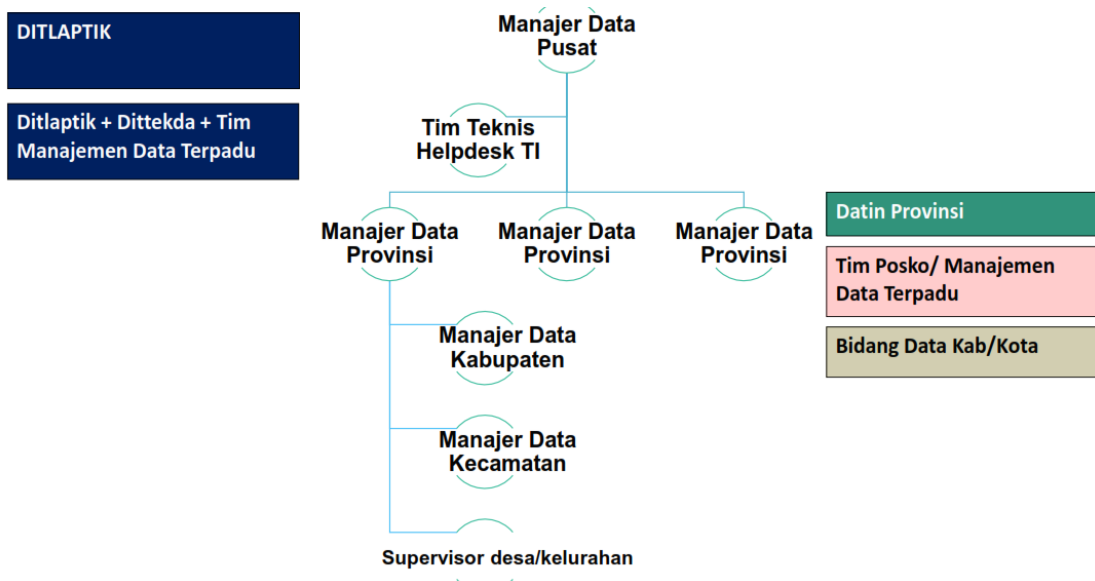 DITLAPTIK
Ditlaptik + Dittekda + Tim
Manajemen Data Terpadu
Manajer Data
Pusat
Tim Teknis
Helpdesk TI
Manajer Data
Provinsi
Manajer Data
Provinsi
Manajer Data
Provinsi
Datin Provinsi
Tim Posko/ Manajemen
Data Terpadu
Bidang Data Kab/Kota
Manajer Data
Kabupaten
Manajer Data
Kecamatan
Supervisor desa/kelurahan